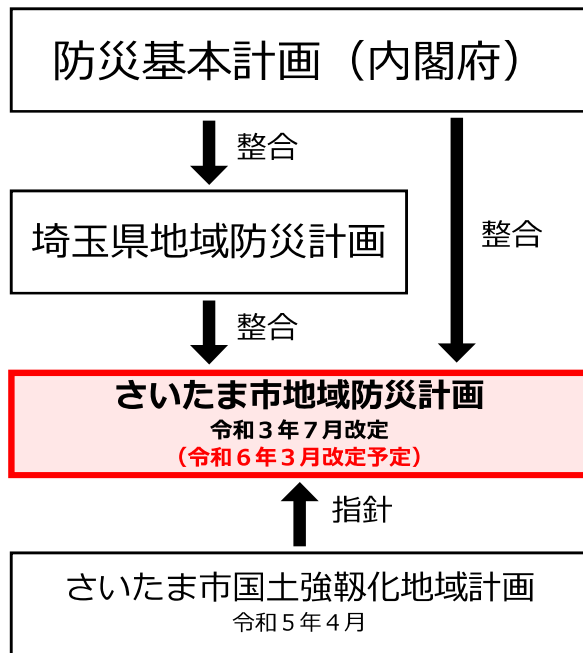 防災基本計画（内閣府）
整合
埼玉県地域防災計画
整合
整合
さいたま市地域防災計画
令和３年７月改定
（令和６年３月改定予定）
指針
さいたま市国土強靱化地域計画
令和５年４月